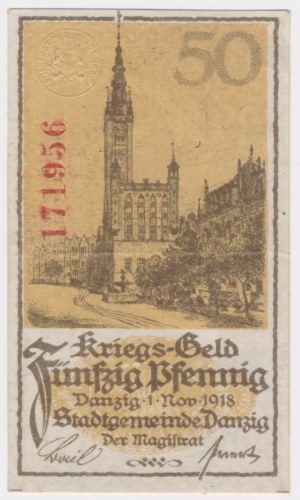 50
171956
Kriegs-Geld
Fünfzig Pfennig
Danzig·1·Nov·1918
Stadtgemeinde Danzig
Der Magistrat